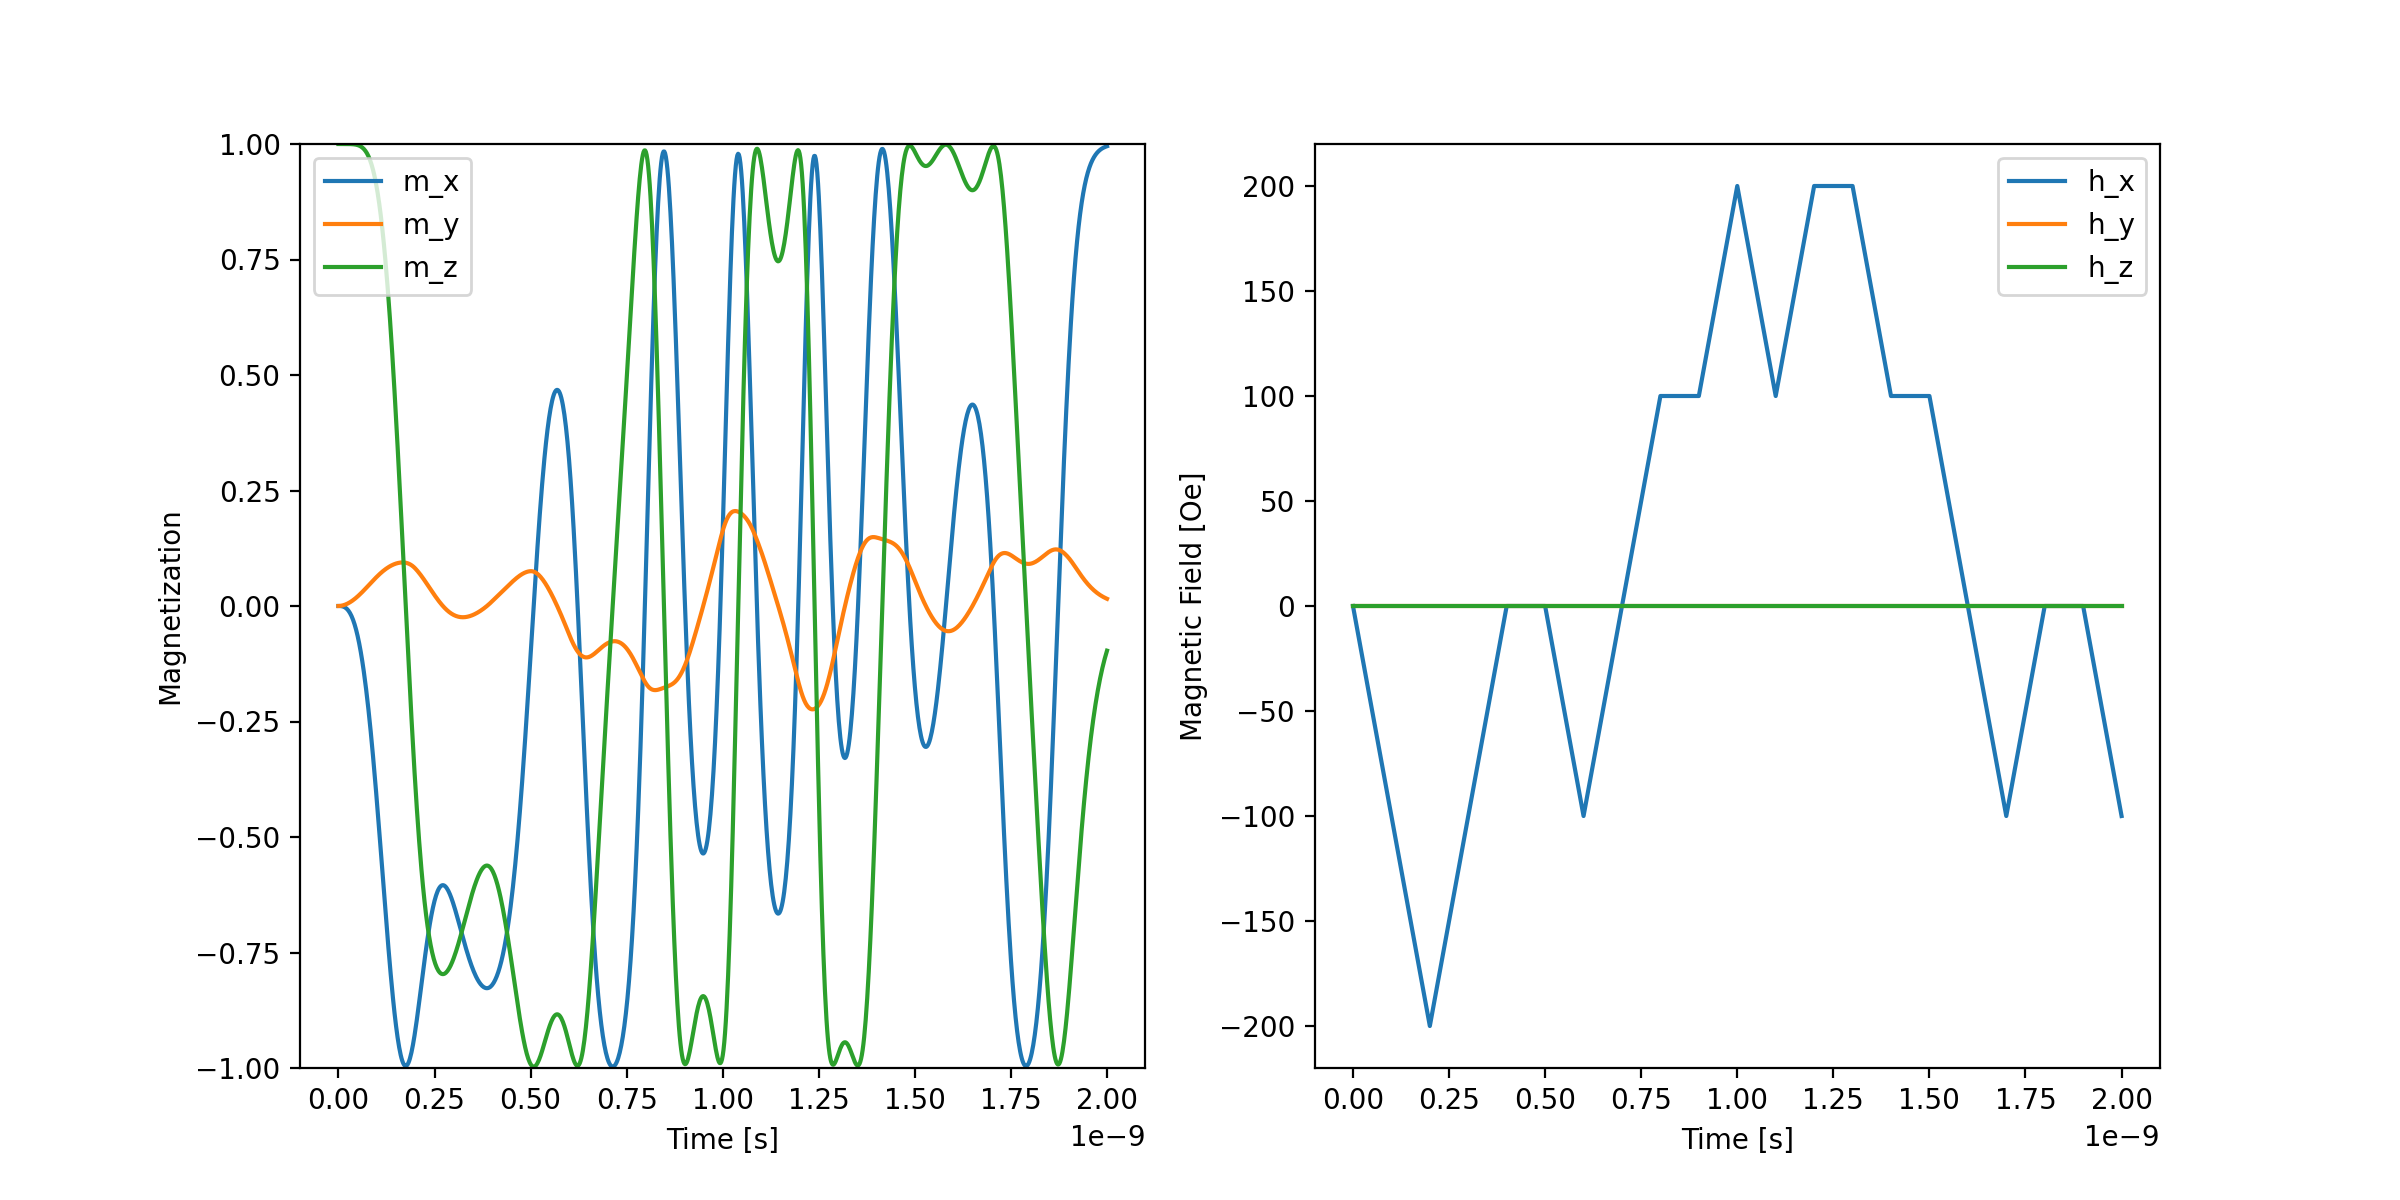 1.00
0.75
0.50
0.25
0.00
−0.25
−0.50
−0.75
−1.00
Magnetization
m_x
m_y
m_z
0.00 0.25 0.50 0.75 1.00 1.25 1.50 1.75 2.00
Time [s]
1e−9
200
150
100
50
0
−50
−100
−150
−200
Magnetic Field [Oe]
h_x
h_y
h_z
0.00 0.25 0.50 0.75 1.00 1.25 1.50 1.75 2.00
Time [s]
1e−9